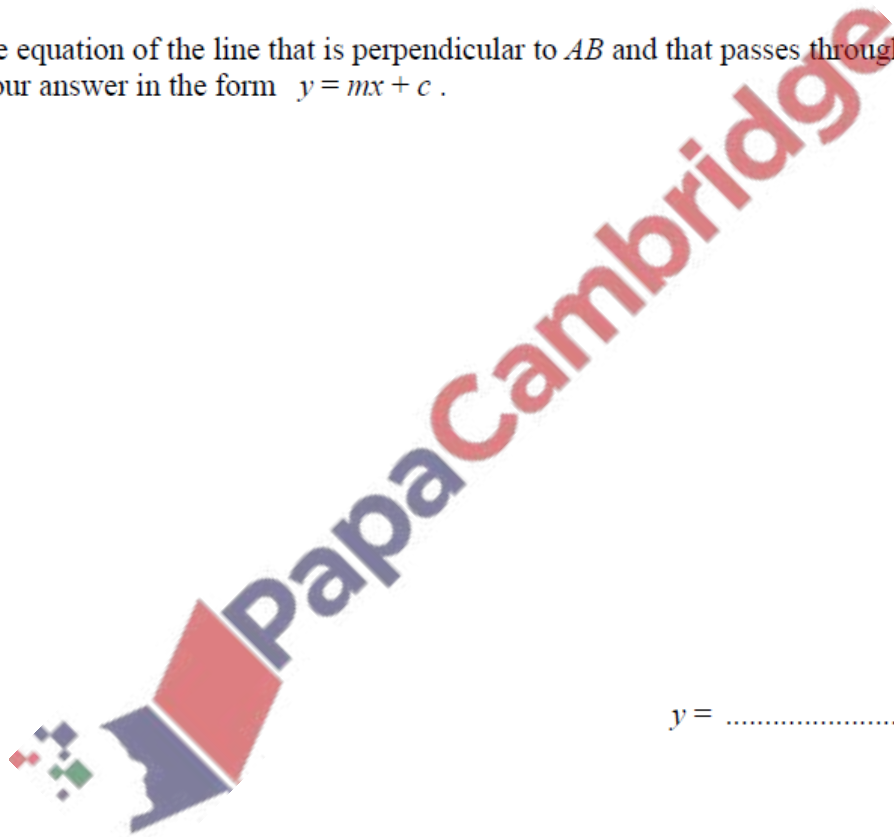 e equation of the line that is perpendicular to AB and that passes through
our answer in the form y = mx + c .
PapaCambridge
y = ......................